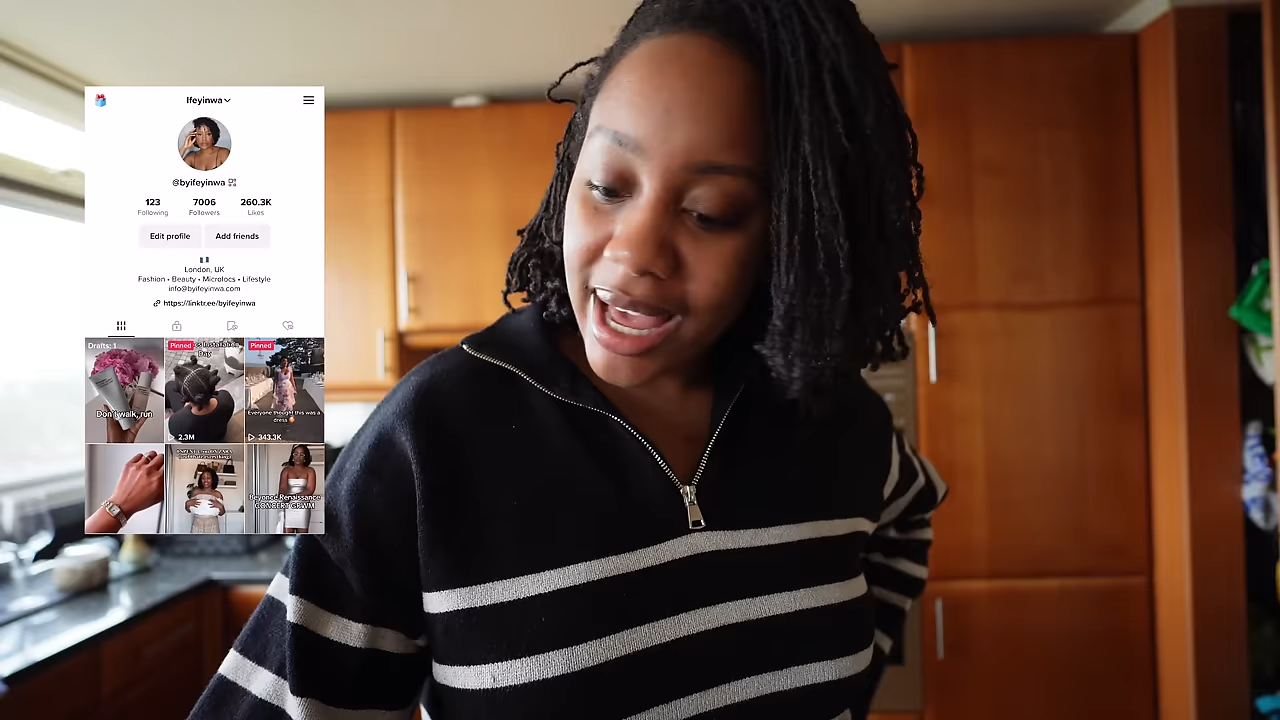 Ifeyinwa
@byifeyinwa
123 7006 260.3K
Following Followers Likes
Edit profile Add friends
London, UK
Fashion • Beauty • Microlocs • Lifestyle
info@byifeyinwa.com
https://linktr.ee/byifeyinwa
Drafts: 1
Don't walk, run
Pinned
Day
2.3M
Pinned
Everyone thought this was a
dress
343.3K
Beyoncé Renaissance
CONCERT GRWM